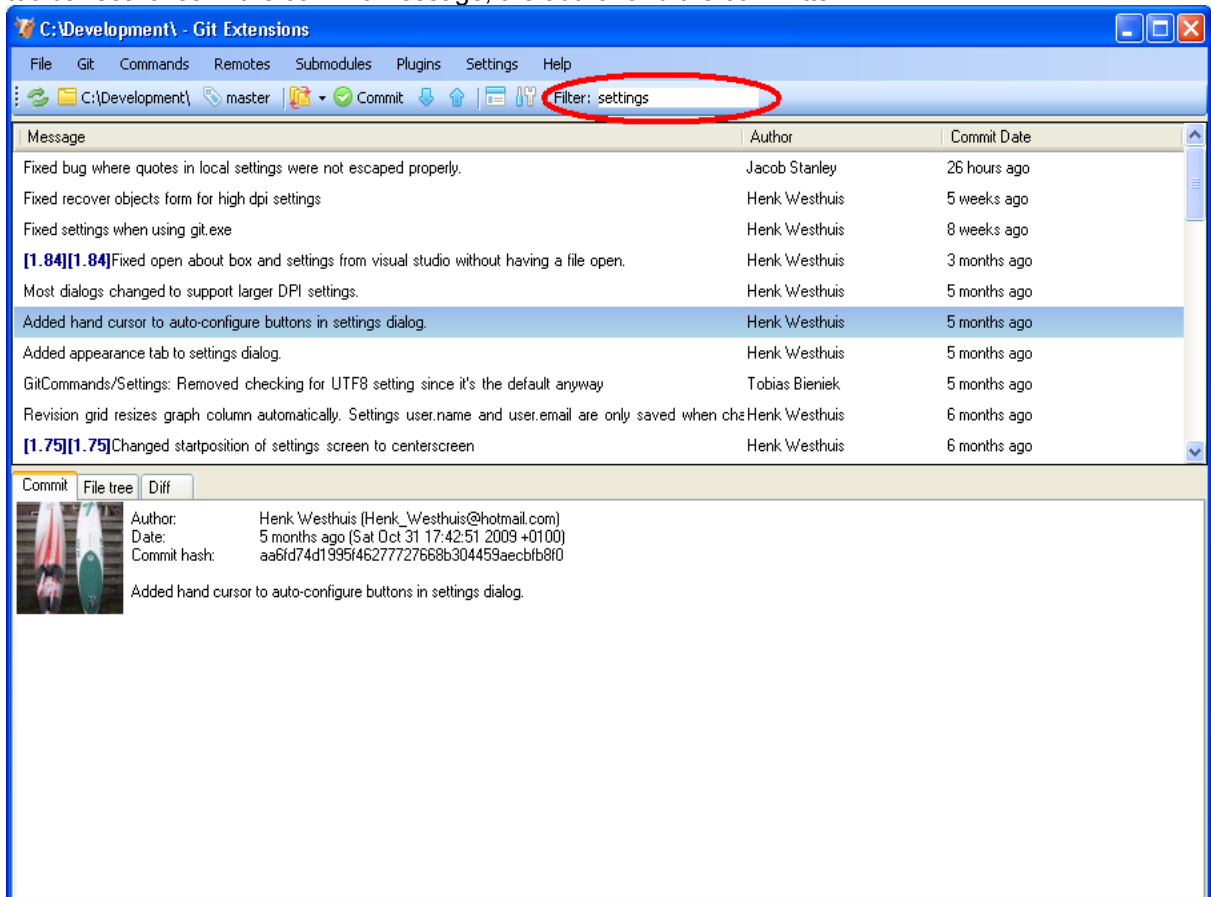 C:\Development\ - Git Extensions
File Git Commands Remotes Submodules Plugins Settings Help
C:\Development\ master Commit Filter: settings
Message Author Commit Date
Fixed bug where quotes in local settings were not escaped properly. Jacob Stanley 26 hours ago
Fixed recover objects form for high dpi settings Henk Westhuis 5 weeks ago
Fixed settings when using git.exe Henk Westhuis 8 weeks ago
[1.84][1.84]Fixed open about box and settings from visual studio without having a file open. Henk Westhuis 3 months ago
Most dialogs changed to support larger DPI settings. Henk Westhuis 5 months ago
Added hand cursor to auto-configure buttons in settings dialog. Henk Westhuis 5 months ago
Added appearance tab to settings dialog. Henk Westhuis 5 months ago
GitCommands/Settings: Removed checking for UTF8 setting since it's the default anyway Tobias Bieniek 5 months ago
Revision grid resizes graph column automatically. Settings user.name and user.email are only saved when cha Henk Westhuis 6 months ago
[1.75][1.75]Changed startposition of settings screen to centerscreen Henk Westhuis 6 months ago
Commit File tree Diff
Author: Henk Westhuis (Henk_Westhuis@hotmail.com)
Date: 5 months ago (Sat Oct 31 17:42:51 2009 +0100)
Commit hash: aa6fd74d1995f46277727668b304459aecbfb8f0
Added hand cursor to auto-configure buttons in settings dialog.